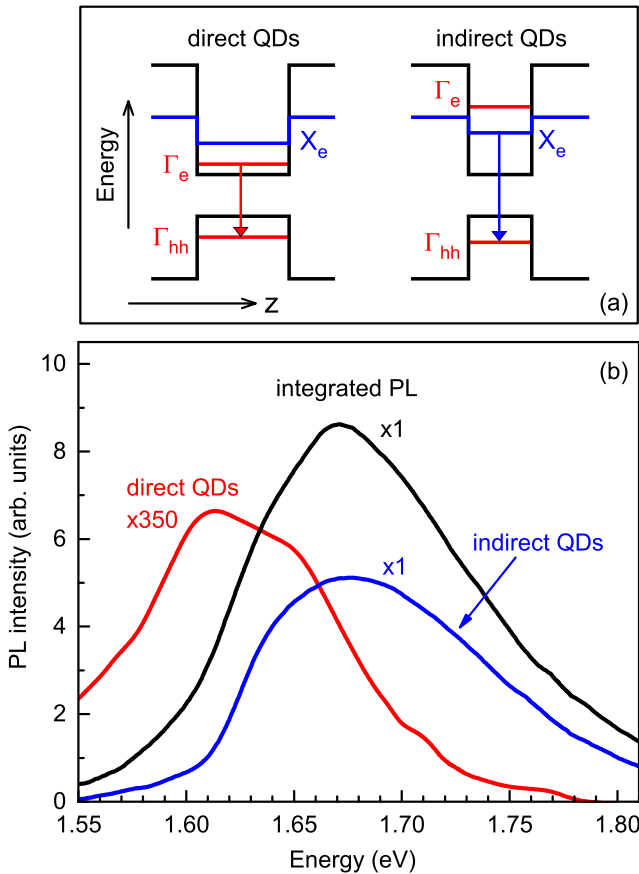 direct QDs
indirect QDs
Energy
Γe
Xe
Γe
Xe
Γhh
Γhh
z
(a)
PL intensity (arb. units)
10
8
6
4
2
0
(b)
integrated PL
x1
direct QDs
x350
x1
indirect QDs
1.55
1.60
1.65
1.70
1.75
1.80
Energy (eV)